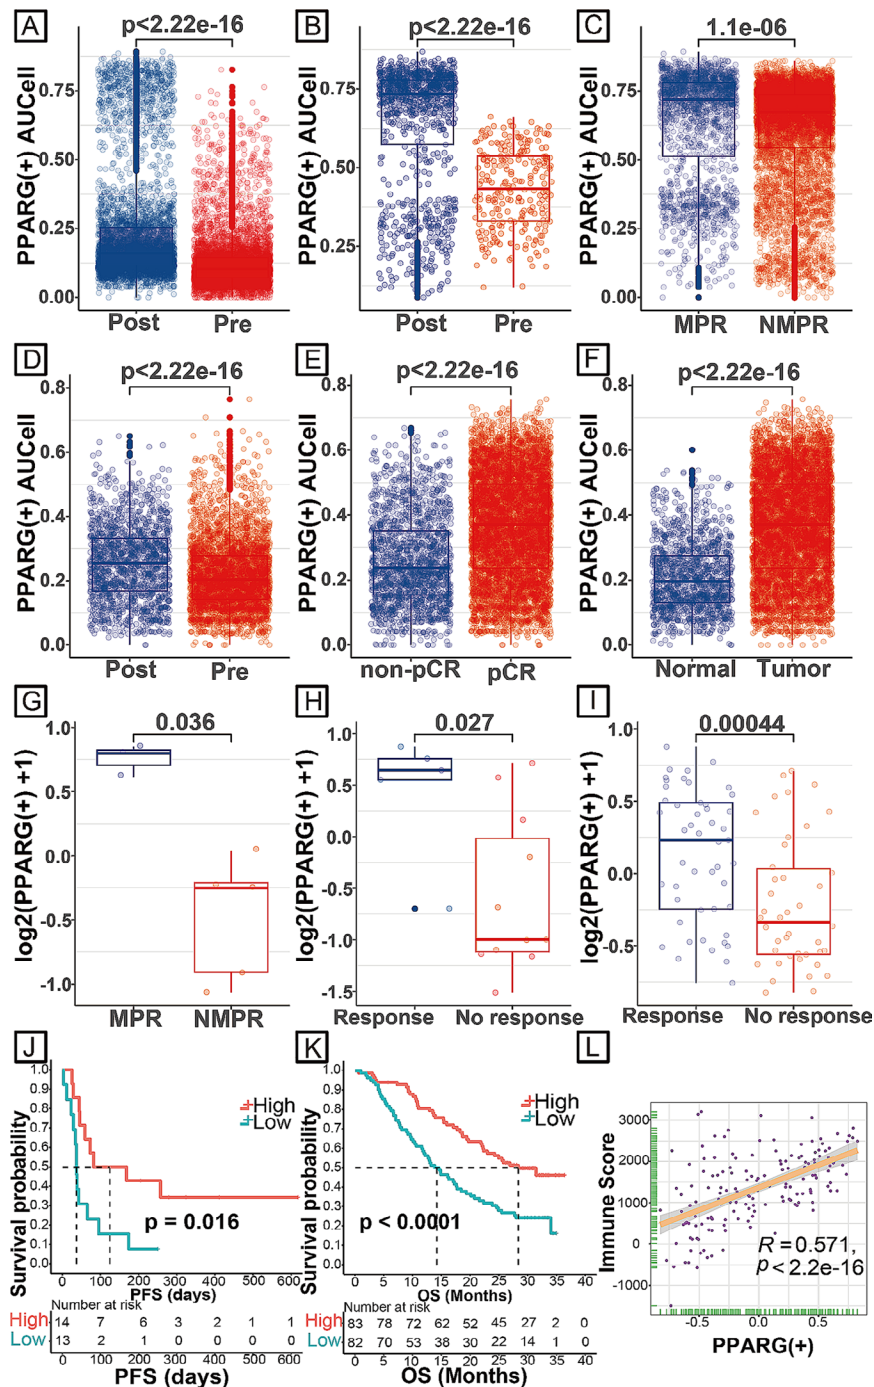 A
p<2.22e-16
PPARG(+) AUCell
0.75
0.50
0.25
0.00
Post Pre
B
p<2.22e-16
PPARG(+) AUCell
0.75
0.50
0.25
Post Pre
C
1.1e-06
PPARG(+) AUCell
0.75
0.50
0.25
0.00
MPR NMPR
D
p<2.22e-16
PPARG(+) AUCell
0.8
0.6
0.4
0.2
0.0
Post Pre
E
p<2.22e-16
PPARG(+) AUCell
0.8
0.6
0.4
0.2
0.0
non-pCR pCR
F
p<2.22e-16
PPARG(+) AUCell
0.8
0.6
0.4
0.2
0.0
Normal Tumor
G
0.036
log2(PPARG(+) +1)
1.0
0.5
0.0
-0.5
-1.0
MPR NMPR
H
0.027
log2(PPARG(+) +1)
1.0
0.5
0.0
-0.5
-1.0
-1.5
Response No response
I
0.00044
log2(PPARG(+) +1)
1.0
0.5
0.0
-0.5
Response No response
J
Survival probability
1.0
0.9
0.8
0.7
0.6
0.5
0.4
0.3
0.2
0.1
0.0
High
Low
p = 0.016
0 100 200 300 400 500 600
PFS (days)
Number at risk
High 14 7 6 3 2 1 1
Low 13 2 1 0 0 0 0
0 100 200 300 400 500 600
PFS (days)
K
Survival probability
1.0
0.9
0.8
0.7
0.6
0.5
0.4
0.3
0.2
0.1
0.0
High
Low
p < 0.0001
0 5 10 15 20 25 30 35 40
OS (Months)
Number at risk
High 83 78 72 62 52 45 27 2 0
Low 82 70 53 38 30 22 14 1 0
0 5 10 15 20 25 30 35 40
OS (Months)
L
Immune Score
3000
2000
1000
0
-1000
R = 0.571,
p < 2.2e-16
-0.5 0.0 0.5
PPARG(+)